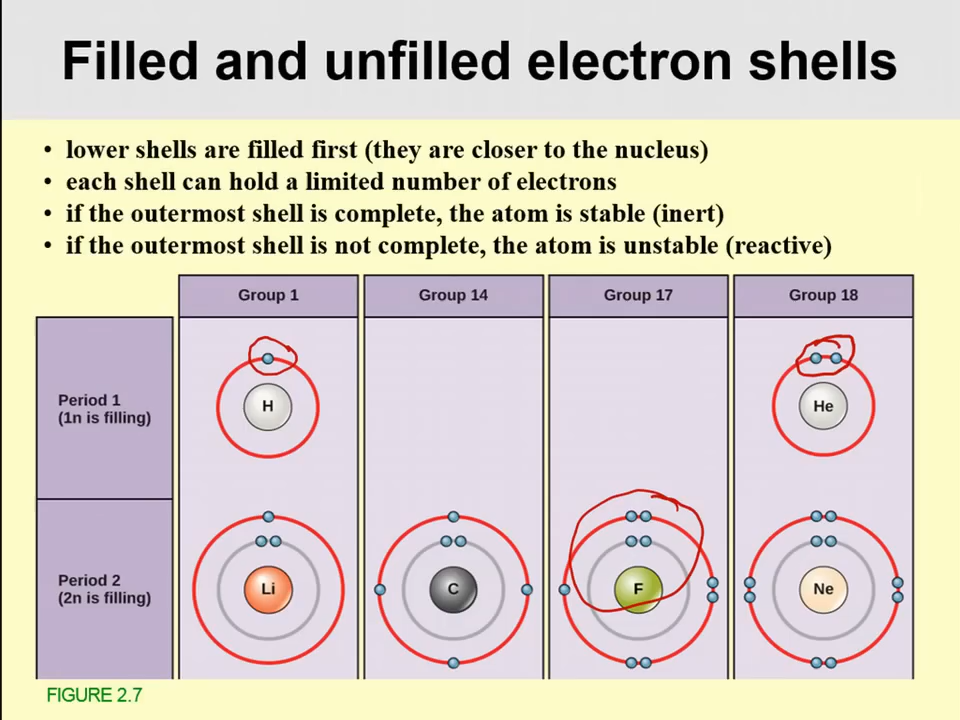 Filled and unfilled electron shells
• lower shells are filled first (they are closer to the nucleus)
• each shell can hold a limited number of electrons
• if the outermost shell is complete, the atom is stable (inert)
• if the outermost shell is not complete, the atom is unstable (reactive)
Group 1 Group 14 Group 17 Group 18
Period 1
(1n is filling)
H He
Period 2
(2n is filling)
Li C F Ne
FIGURE 2.7